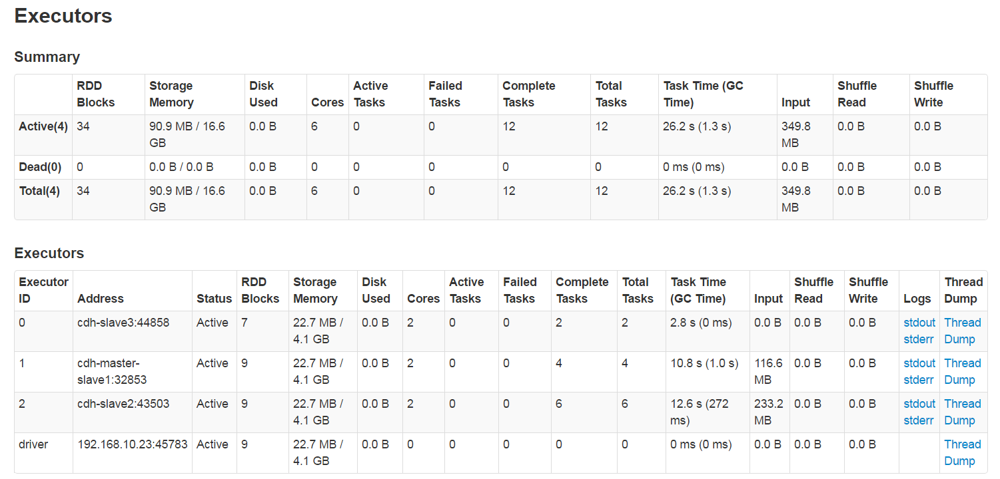 Executors
Summary
RDD Blocks Storage Memory Disk Used Cores Active Tasks Failed Tasks Complete Tasks Total Tasks Task Time (GC Time) Input Shuffle Read Shuffle Write
Active(4) 34 90.9 MB / 16.6 GB 0.0 B 6 0 0 12 12 26.2 s (1.3 s) 349.8 MB 0.0 B 0.0 B
Dead(0) 0 0.0 B / 0.0 B 0.0 B 0 0 0 0 0 0 ms (0 ms) 0.0 B 0.0 B 0.0 B
Total(4) 34 90.9 MB / 16.6 GB 0.0 B 6 0 0 12 12 26.2 s (1.3 s) 349.8 MB 0.0 B 0.0 B
Executors
Executor ID Address Status RDD Blocks Storage Memory Disk Used Cores Active Tasks Failed Tasks Complete Tasks Total Tasks Task Time (GC Time) Input Shuffle Read Shuffle Write Logs Thread Dump
0 cdh-slave3:44858 Active 7 22.7 MB / 4.1 GB 0.0 B 2 0 0 2 2 2.8 s (0 ms) 0.0 B 0.0 B 0.0 B stdout stderr Thread Dump
1 cdh-master-slave1:32853 Active 9 22.7 MB / 4.1 GB 0.0 B 2 0 0 4 4 10.8 s (1.0 s) 116.6 MB 0.0 B 0.0 B stdout stderr Thread Dump
2 cdh-slave2:43503 Active 9 22.7 MB / 4.1 GB 0.0 B 2 0 0 6 6 12.6 s (272 ms) 233.2 MB 0.0 B 0.0 B stdout stderr Thread Dump
driver 192.168.10.23:45783 Active 9 22.7 MB / 4.1 GB 0.0 B 0 0 0 0 0 0 ms (0 ms) 0.0 B 0.0 B 0.0 B Thread Dump